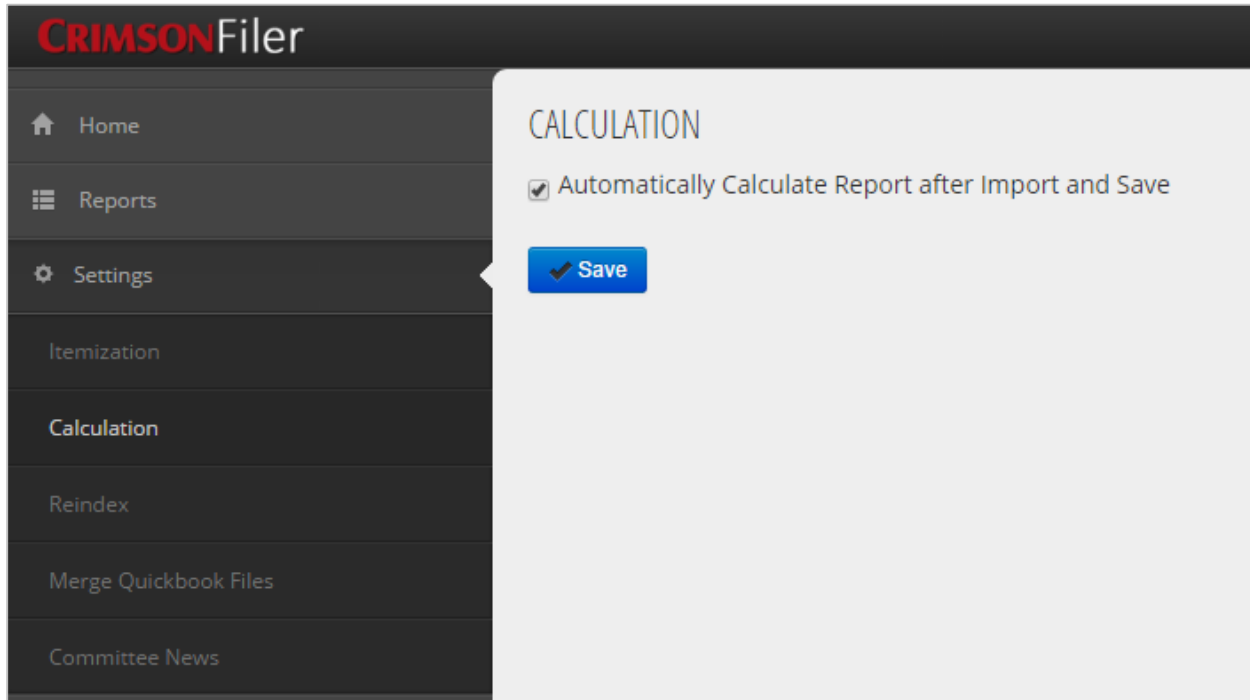 CRIMSONFiler
Home
Reports
Settings
Itemization
Calculation
Reindex
Merge Quickbook Files
Committee News
CALCULATION
Automatically Calculate Report after Import and Save
Save